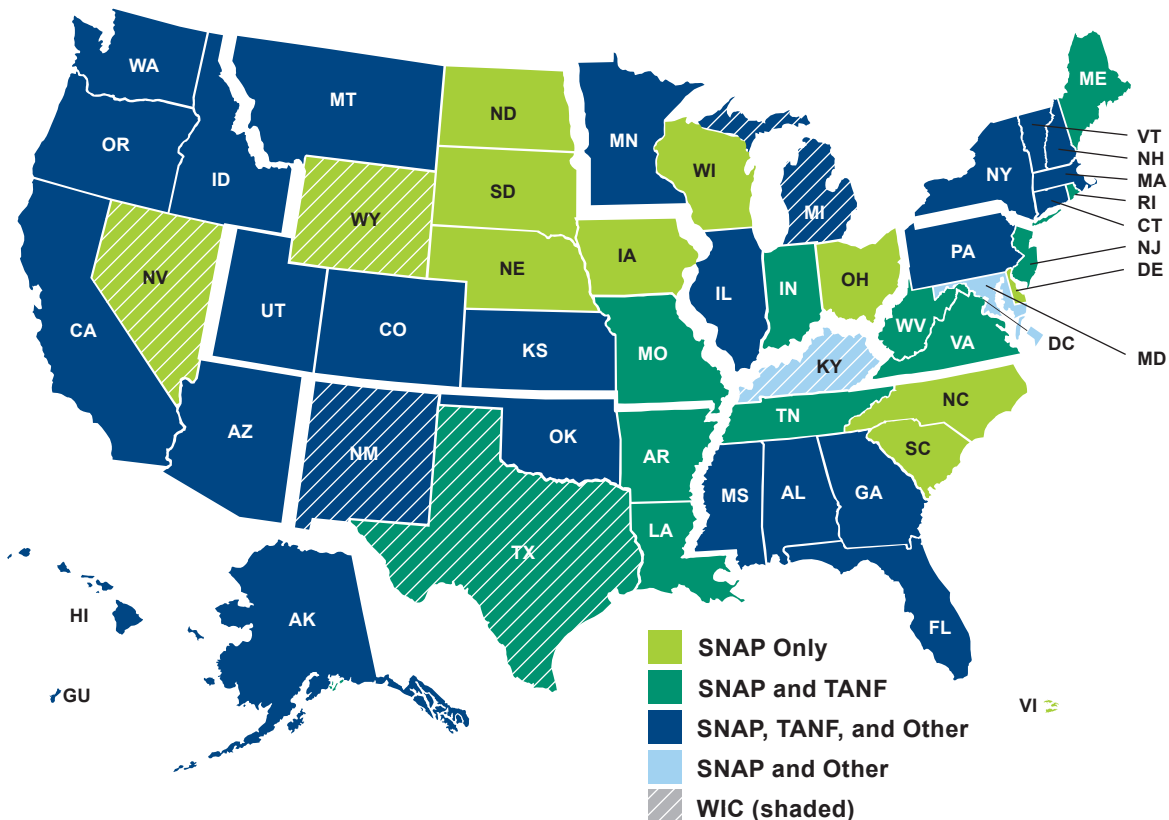 WA
MT
ND
ME
OR
MN
VT
ID
SD
WI
NY
NH
WY
MI
MA
RI
CT
NV
NE
IA
PA
NJ
UT
IL
IN
OH
DE
CA
CO
WV
KS
MO
VA
DC
KY
MD
NC
AZ
OK
TN
NM
AR
SC
MS
AL
GA
LA
TX
HI
AK
FL
SNAP Only
GU
SNAP and TANF
VI
SNAP, TANF, and Other
SNAP and Other
WIC (shaded)